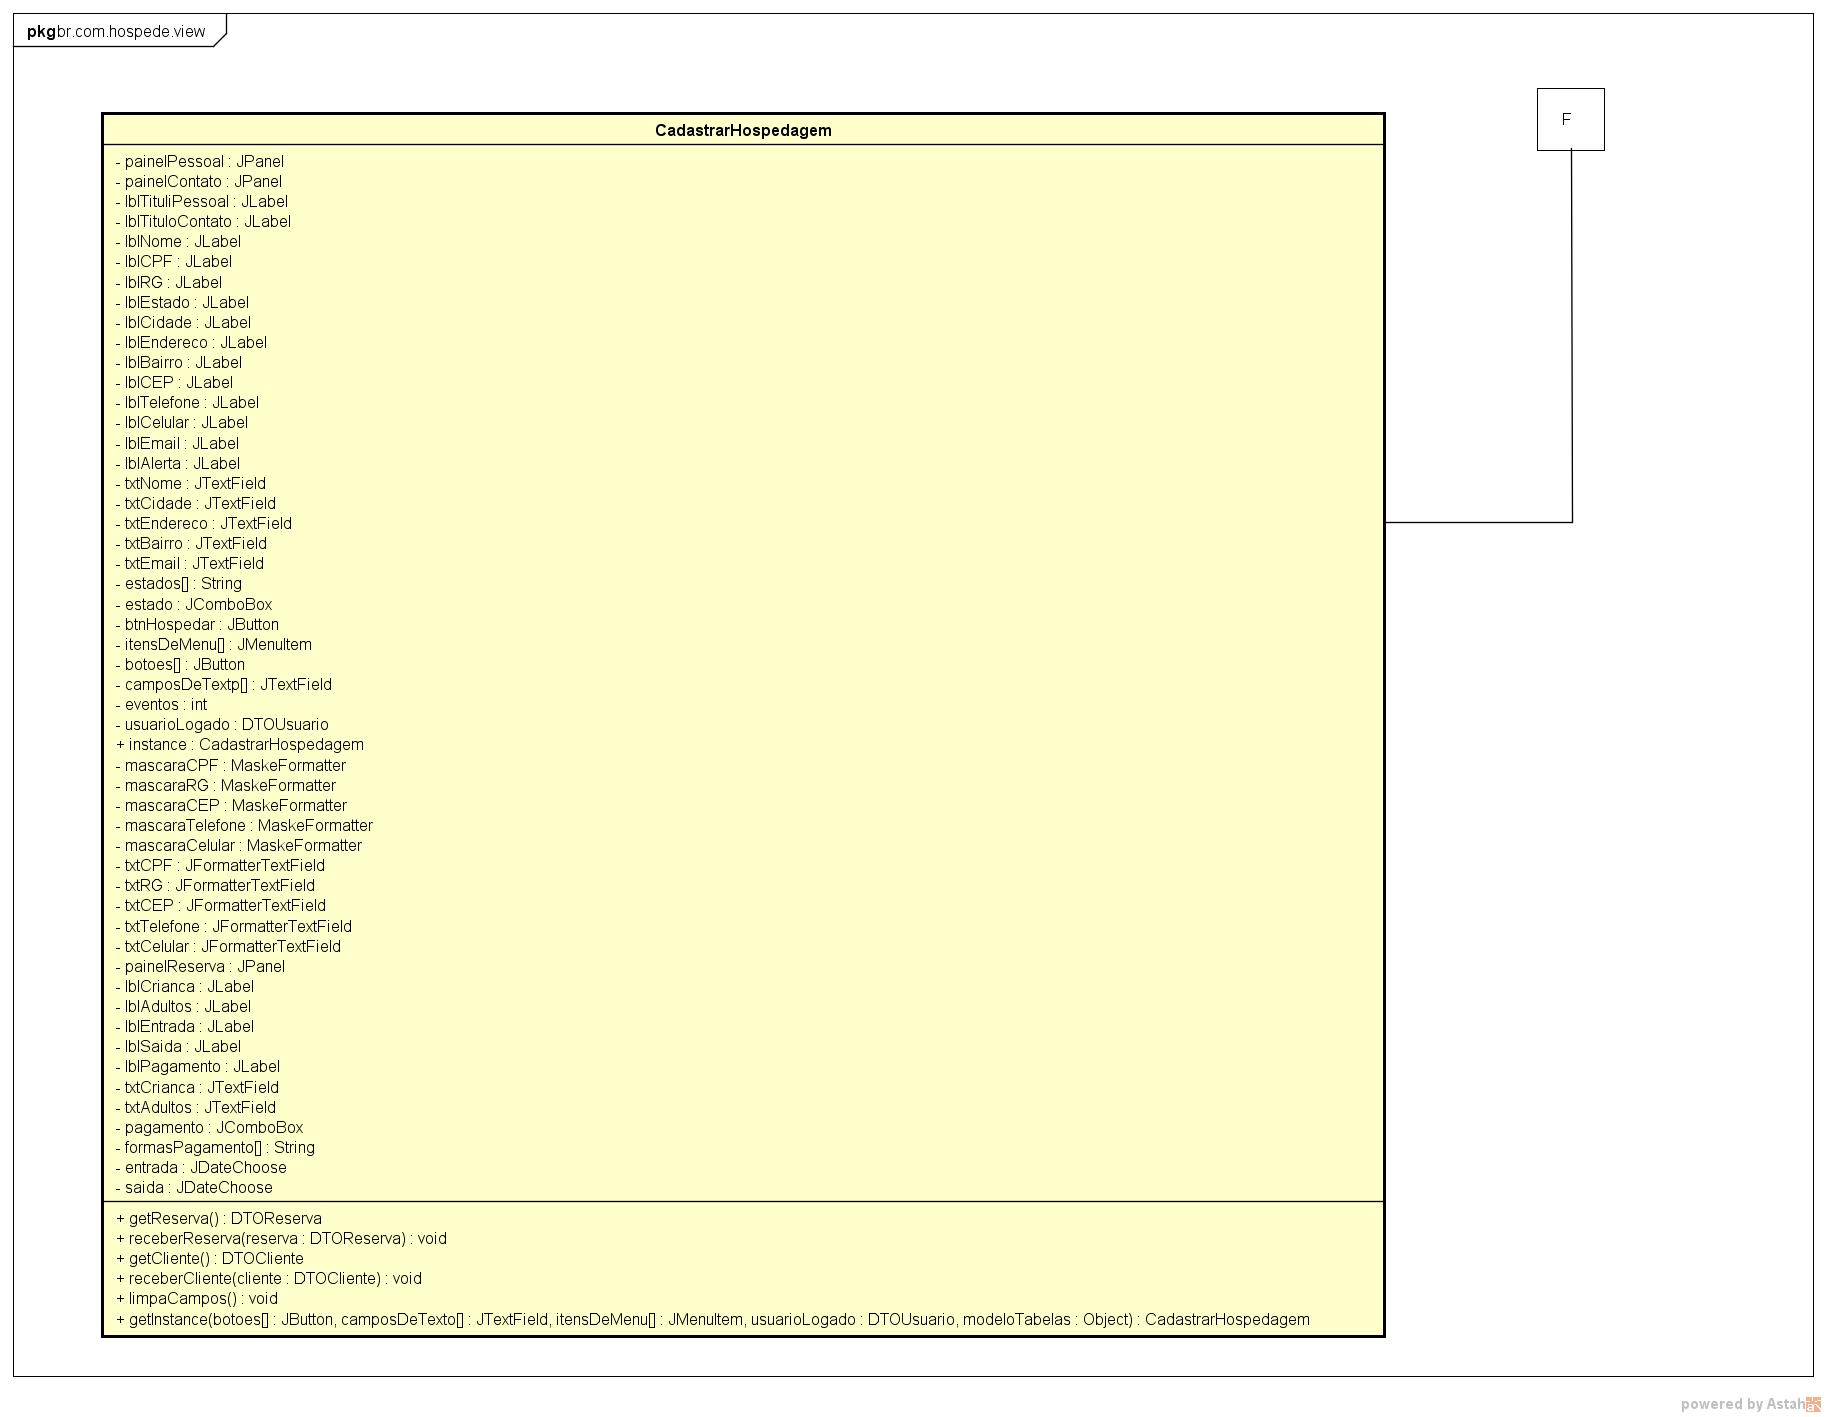 pkg br.com.hospede.view
F
CadastrarHospedagem
- painelPessoal : JPanel
- painelContato : JPanel
- lblTituliPessoal : JLabel
- lblTituloContato : JLabel
- lblNome : JLabel
- lblCPF : JLabel
- lblRG : JLabel
- lblEstado : JLabel
- lblCidade : JLabel
- lblEndereco : JLabel
- lblBairro : JLabel
- lblCEP : JLabel
- lblTelefone : JLabel
- lblCelular : JLabel
- lblEmail : JLabel
- lblAlerta : JLabel
- txtNome : JTextField
- txtCidade : JTextField
- txtEndereco : JTextField
- txtBairro : JTextField
- txtEmail : JTextField
- estados[] : String
- estado : JComboBox
- btnHospedar : JButton
- itensDeMenu[] : JMenuItem
- botoes[] : JButton
- camposDeTextp[] : JTextField
- eventos : int
- usuarioLogado : DTOUsuario
+ instance : CadastrarHospedagem
- mascaraCPF : MaskeFormatter
- mascaraRG : MaskeFormatter
- mascaraCEP : MaskeFormatter
- mascaraTelefone : MaskeFormatter
- mascaraCelular : MaskeFormatter
- txtCPF : JFormatterTextField
- txtRG : JFormatterTextField
- txtCEP : JFormatterTextField
- txtTelefone : JFormatterTextField
- txtCelular : JFormatterTextField
- painelReserva : JPanel
- lblCrianca : JLabel
- lblAdultos : JLabel
- lblEntrada : JLabel
- lblSaida : JLabel
- lblPagamento : JLabel
- txtCrianca : JTextField
- txtAdultos : JTextField
- pagamento : JComboBox
- formasPagamento[] : String
- entrada : JDateChoose
- saida : JDateChoose
+ getReserva() : DTOReserva
+ receberReserva(reserva : DTOReserva) : void
+ getCliente() : DTOCliente
+ receberCliente(cliente : DTOCliente) : void
+ limpaCampos() : void
+ getInstance(botoes[] : JButton, camposDeTexto[] : JTextField, itensDeMenu[] : JMenuItem, usuarioLogado : DTOUsuario, modeloTabelas : Object) : CadastrarHospedagem
powered by Astah